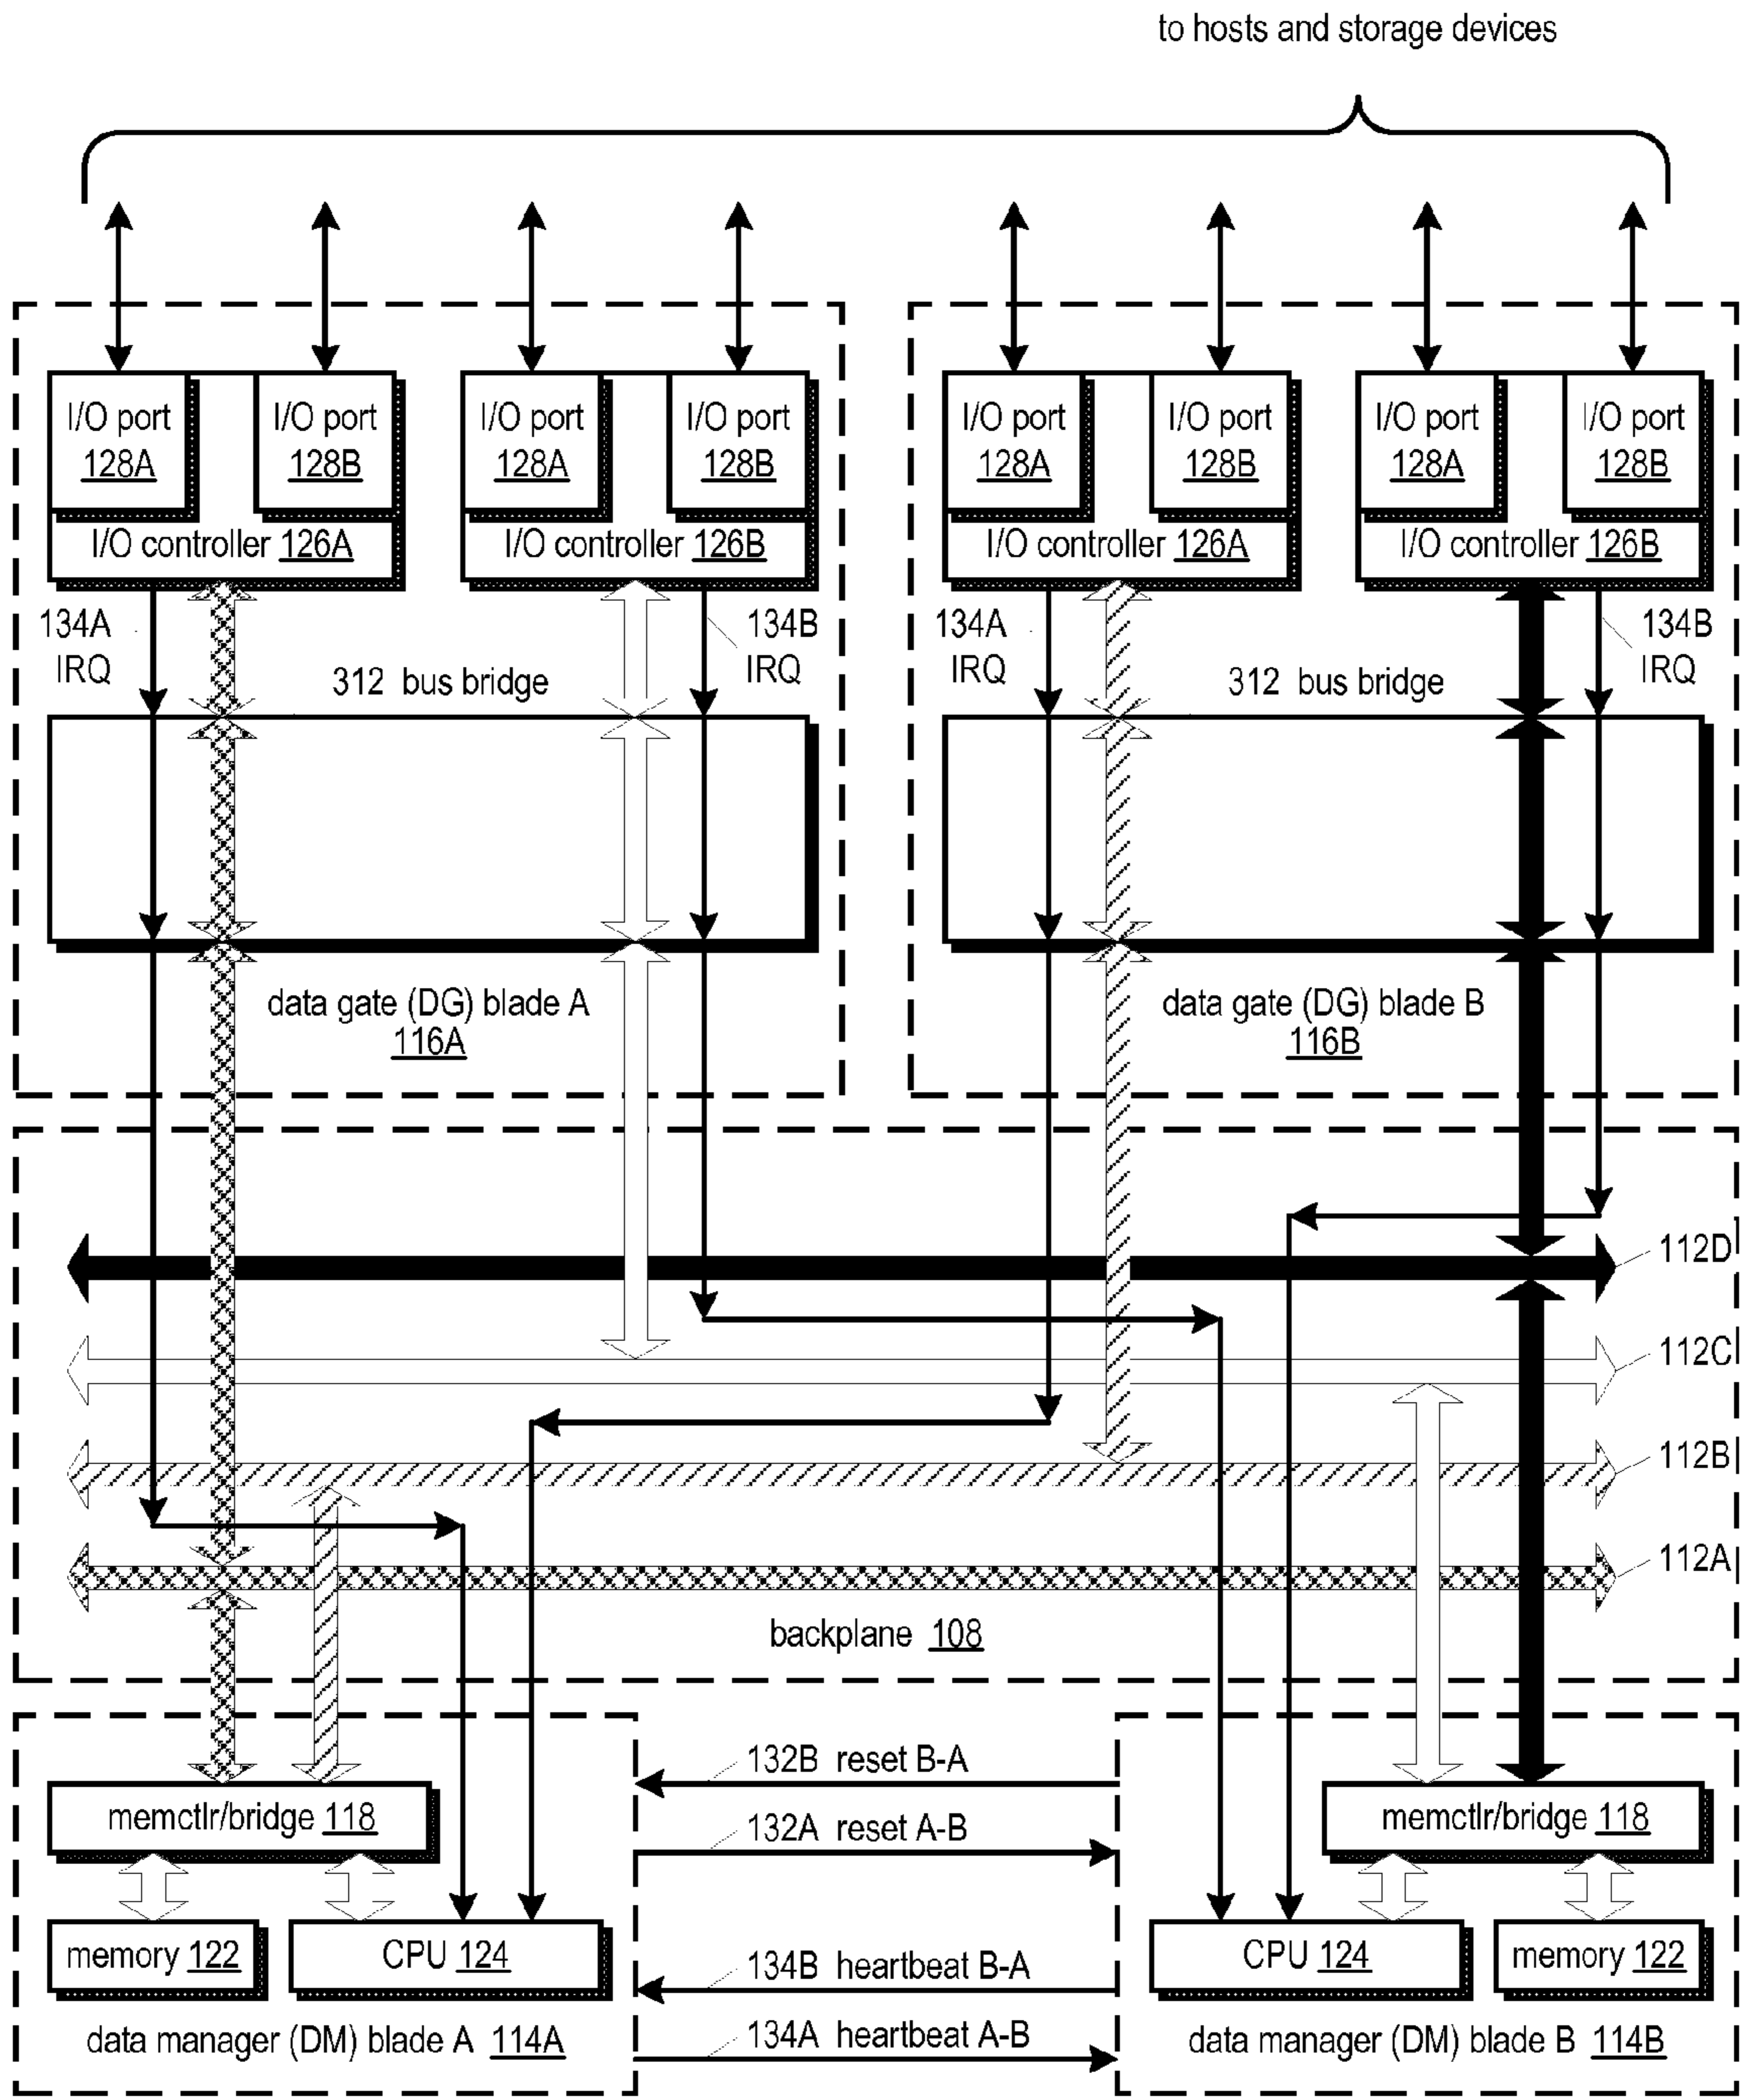 to hosts and storage devices
I/O port
128A
I/O port
128B
I/O port
128A
I/O port
128B
I/O port
128A
I/O port
128B
I/O port
128A
I/O port
128B
I/O controller 126A
I/O controller 126B
I/O controller 126A
I/O controller 126B
134A
IRQ
312 bus bridge
134B
IRQ
134A
IRQ
312 bus bridge
134B
IRQ
data gate (DG) blade A
116A
data gate (DG) blade B
116B
112D
112C
112B
112A
backplane 108
132B reset B-A
132A reset A-B
134B heartbeat B-A
134A heartbeat A-B
memctlr/bridge 118
memory 122
CPU 124
data manager (DM) blade A 114A
memctlr/bridge 118
CPU 124
memory 122
data manager (DM) blade B 114B